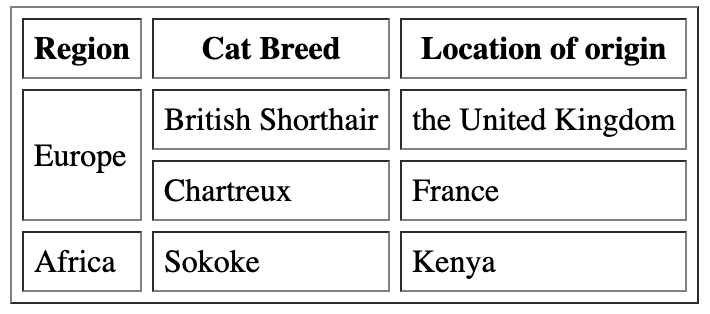 Region Cat Breed Location of origin
Europe British Shorthair the United Kingdom
Chartreux France
Africa Sokoke Kenya